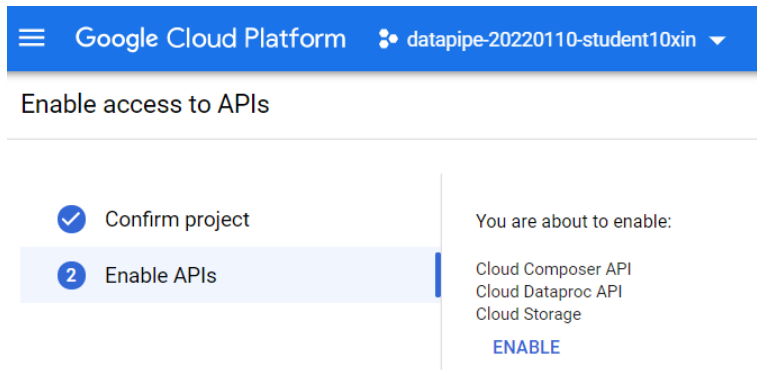 Google Cloud Platform
datapipe-20220110-student10xin
Enable access to APIs
Confirm project
2 Enable APIs
You are about to enable:
Cloud Composer API
Cloud Dataproc API
Cloud Storage
ENABLE